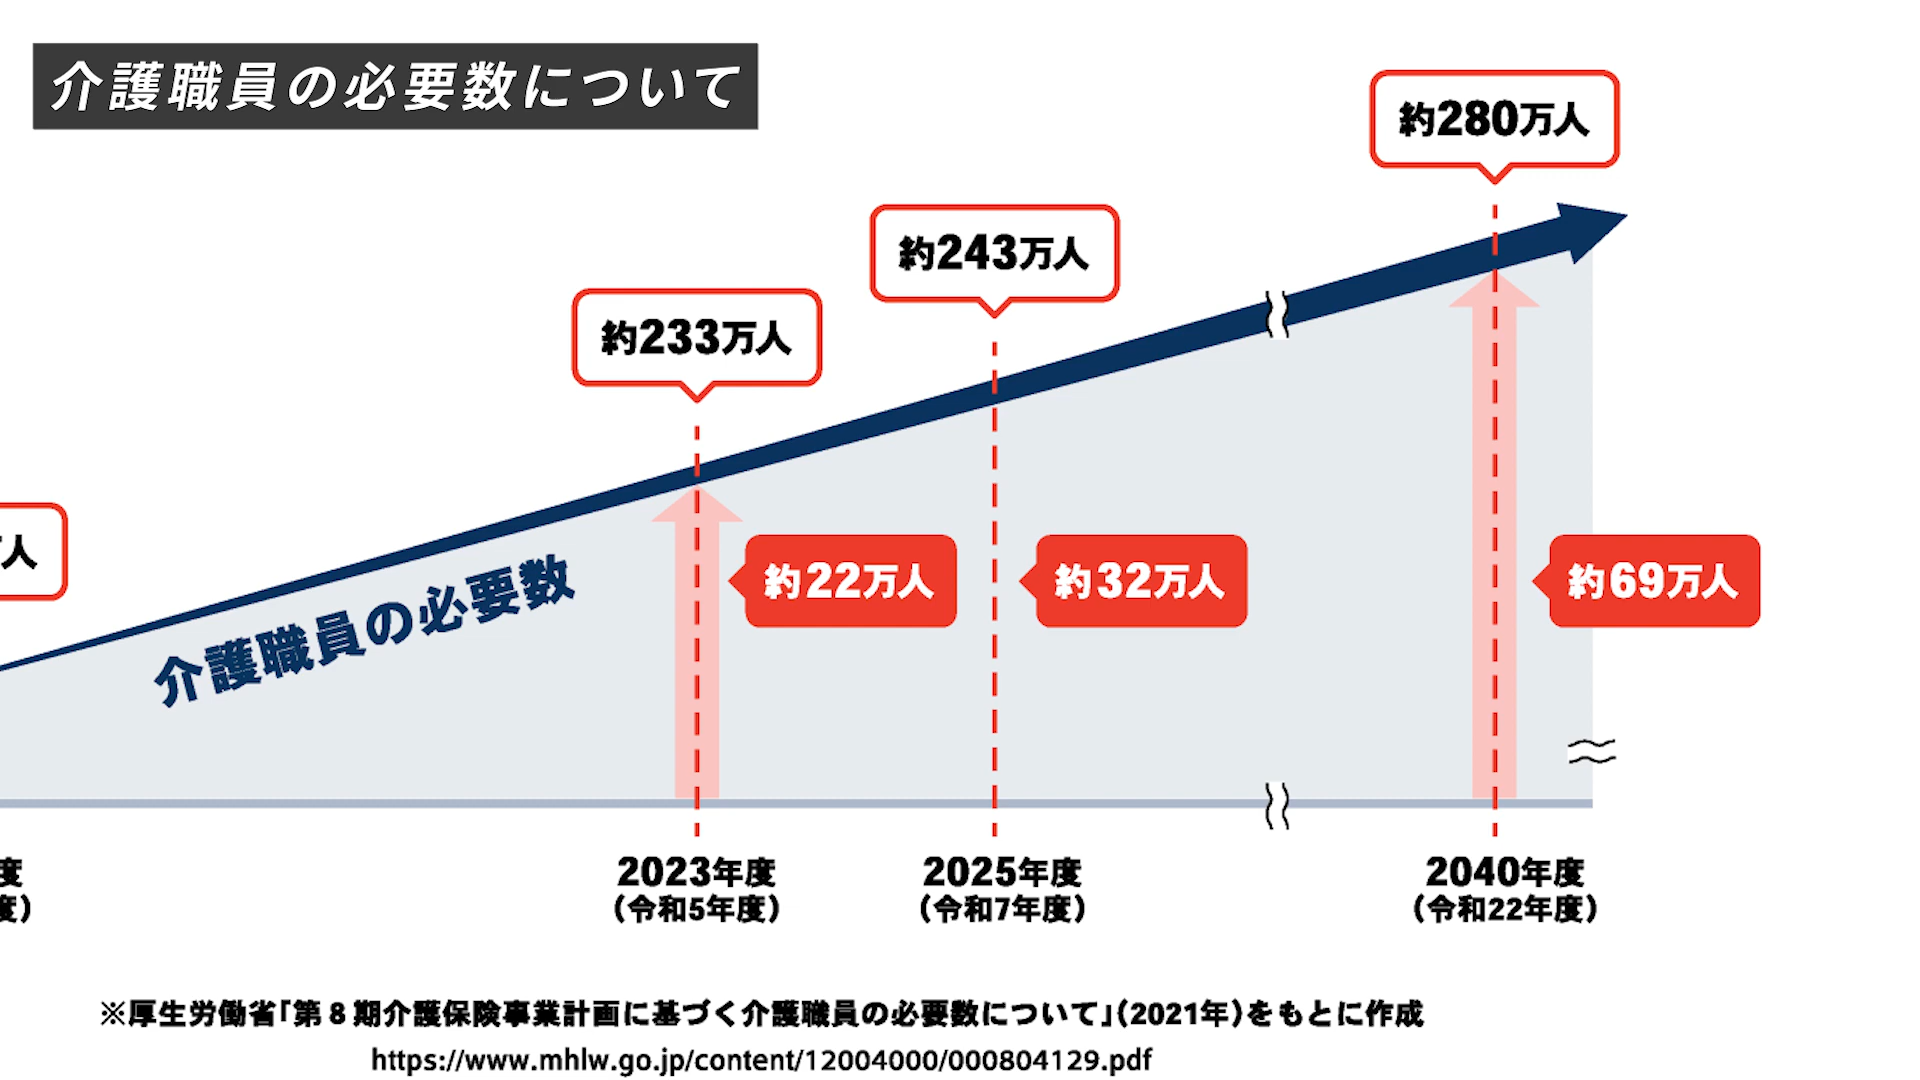 介護職員の必要数について
約280万人
約243万人
約233万人
人
介護職員の必要数
約22万人
約32万人
約69万人
度
度）
2023年度
（令和5年度）
2025年度
（令和7年度）
2040年度
（令和22年度）
※厚生労働省「第８期介護保険事業計画に基づく介護職員の必要数について」（2021年）をもとに作成
https://www.mhlw.go.jp/content/12004000/000804129.pdf